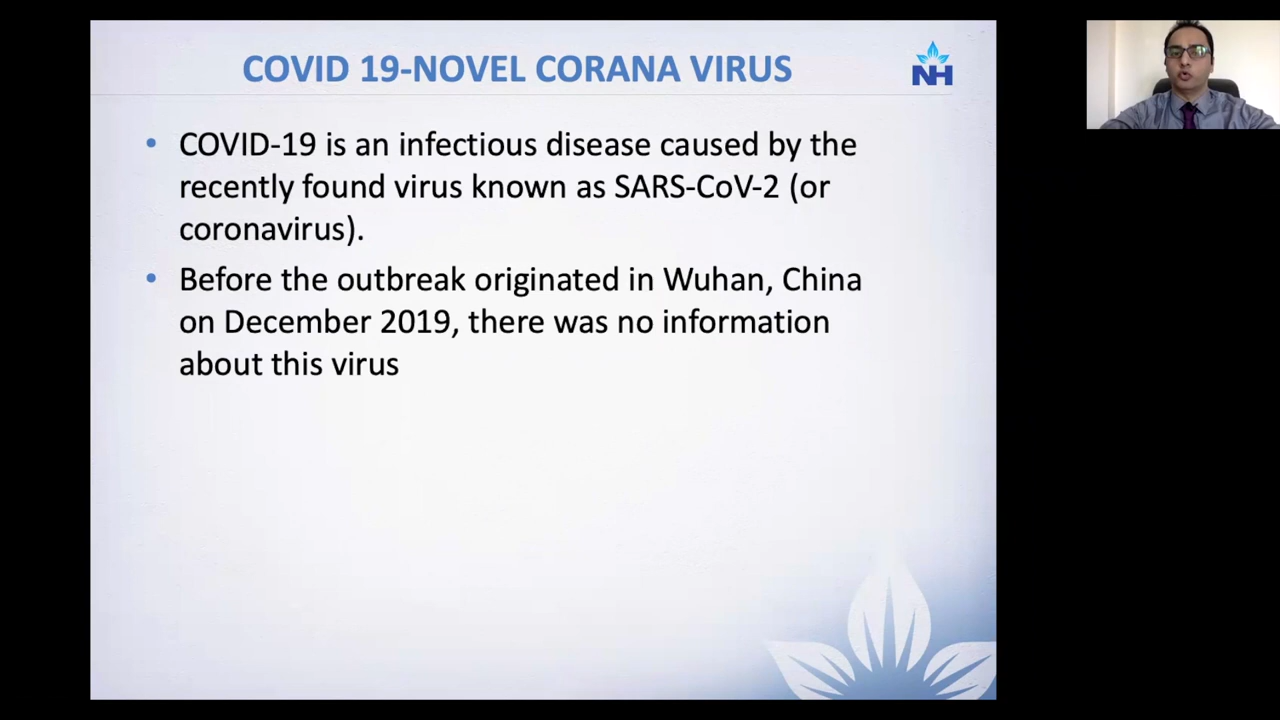 COVID 19-NOVEL CORANA VIRUS
NH
• COVID-19 is an infectious disease caused by the
recently found virus known as SARS-CoV-2 (or
coronavirus).
• Before the outbreak originated in Wuhan, China
on December 2019, there was no information
about this virus